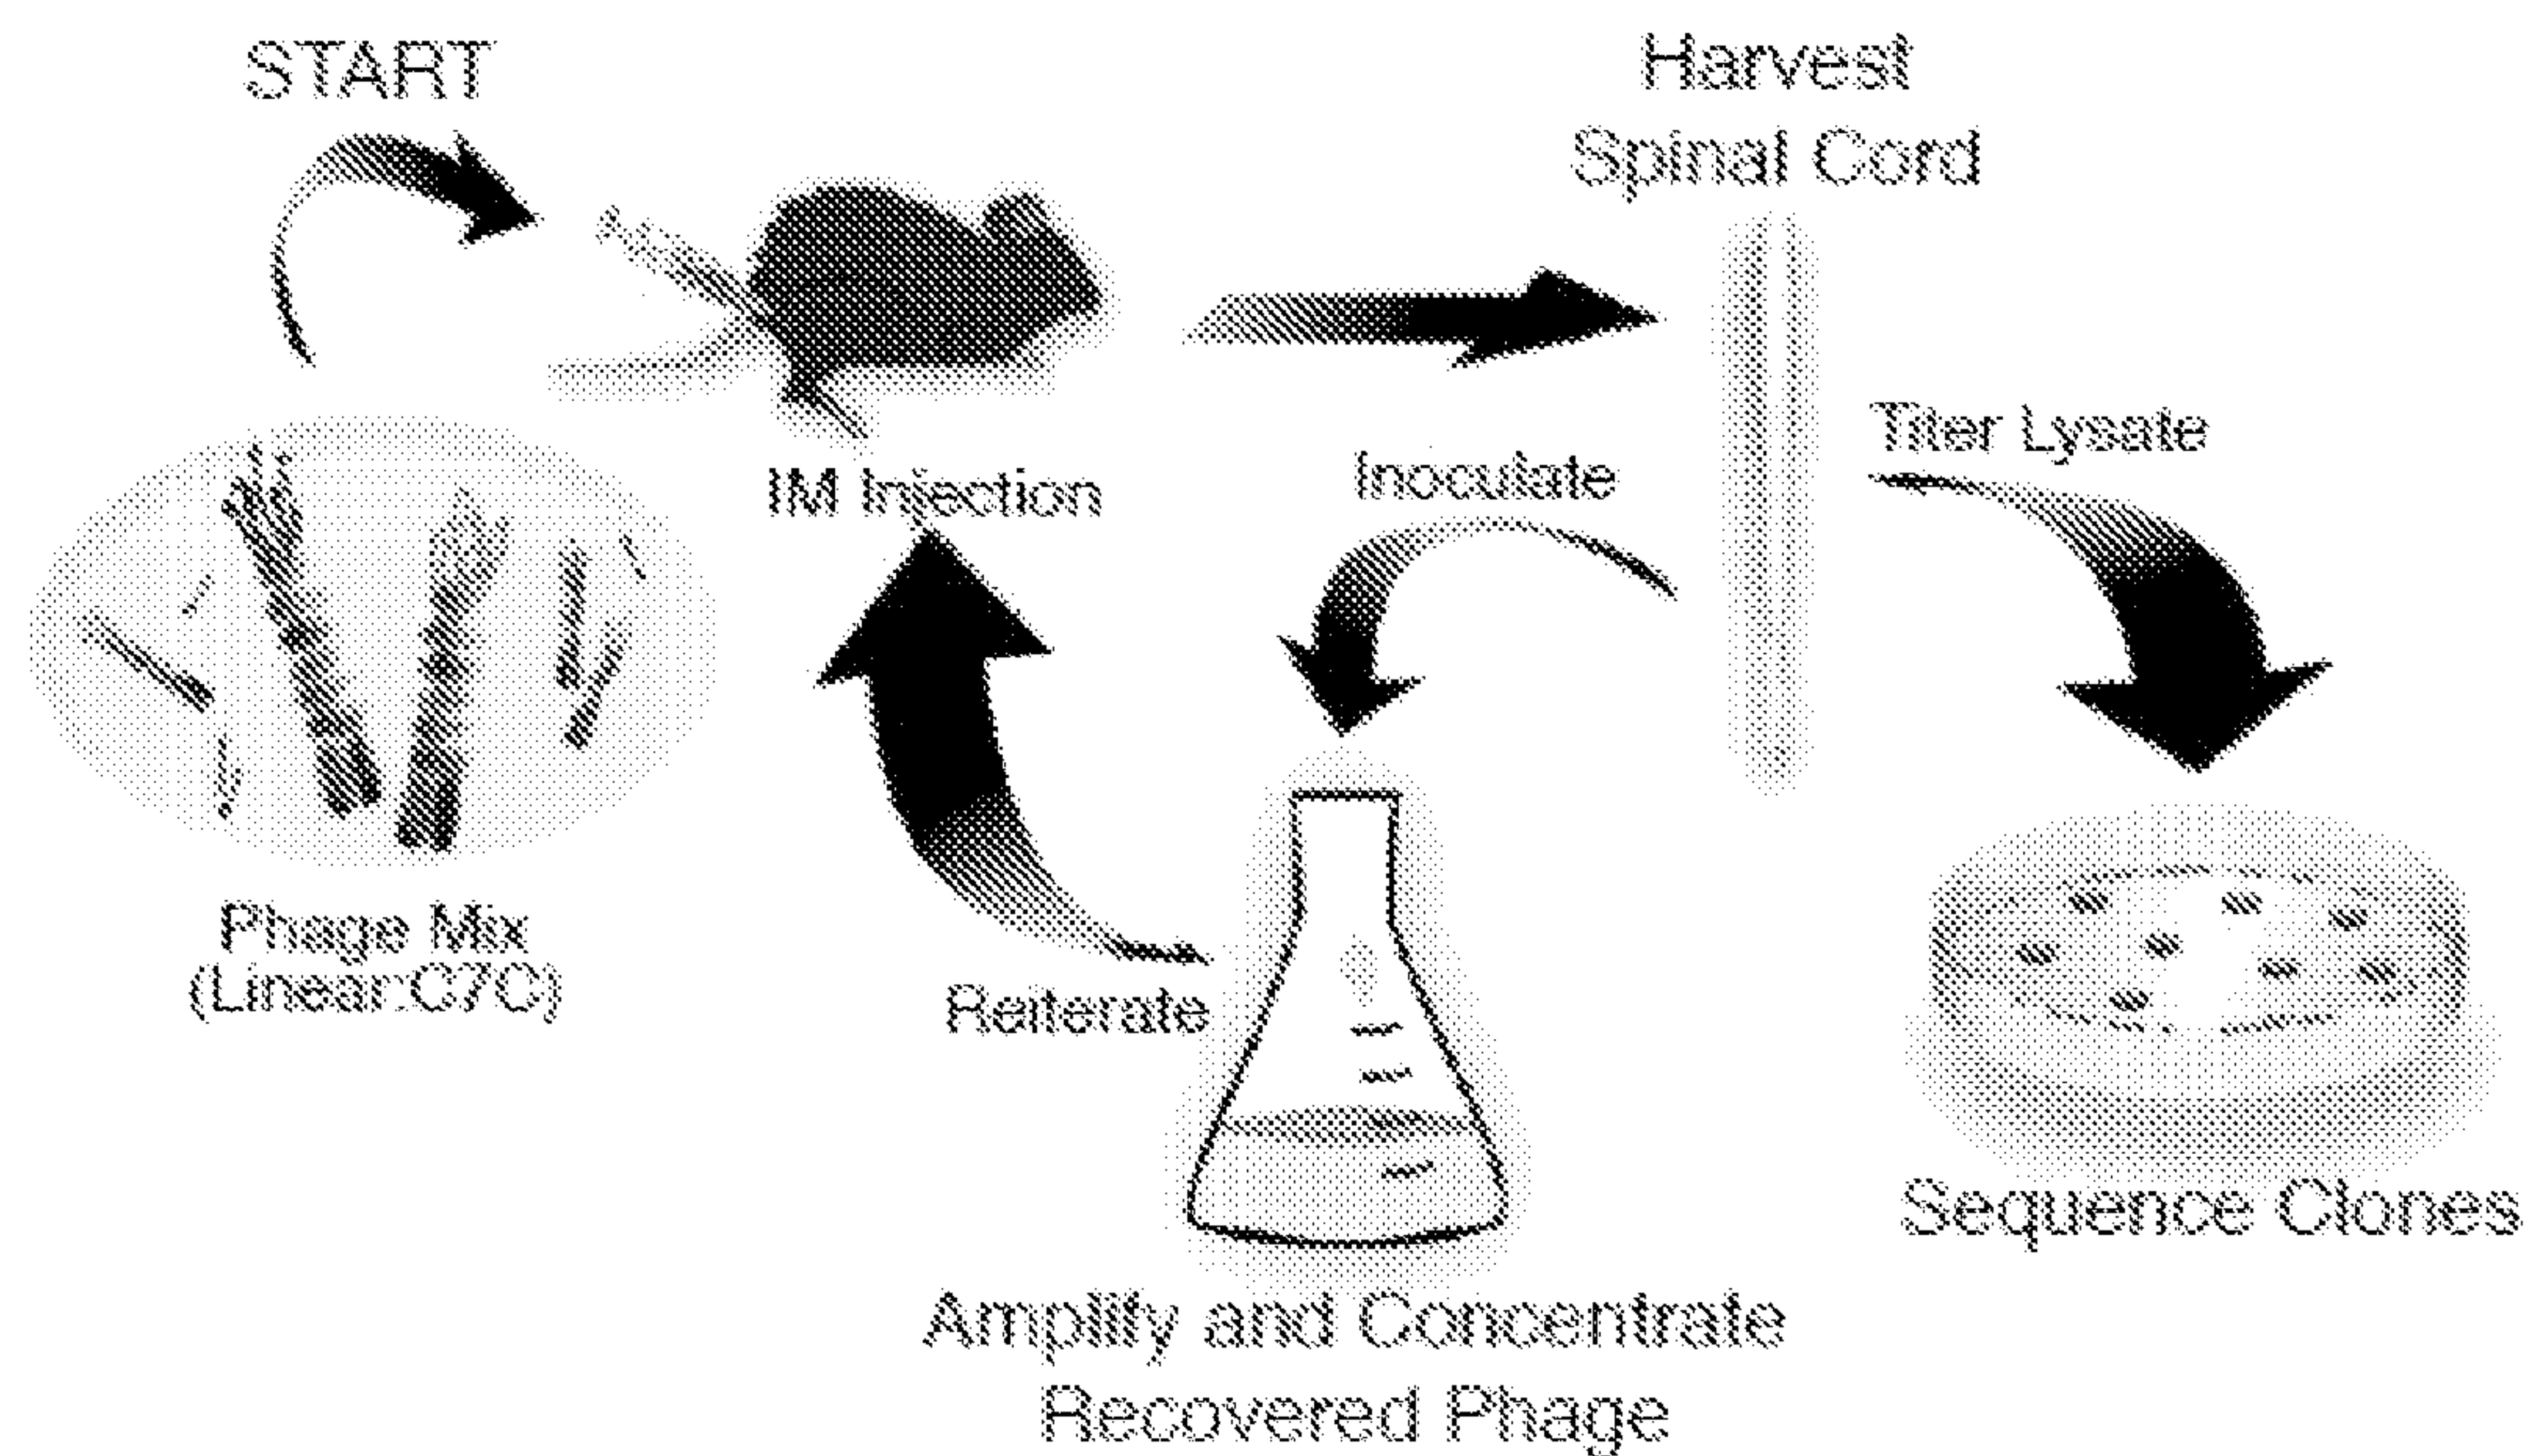 START
Harvest
Spinal Cord
IM Injection
Inoculate
Titer Lysate
Phage Mix
(Linear:C7C)
Reiterate
Sequence Clones
Amplify and Concentrate
Recovered Phage